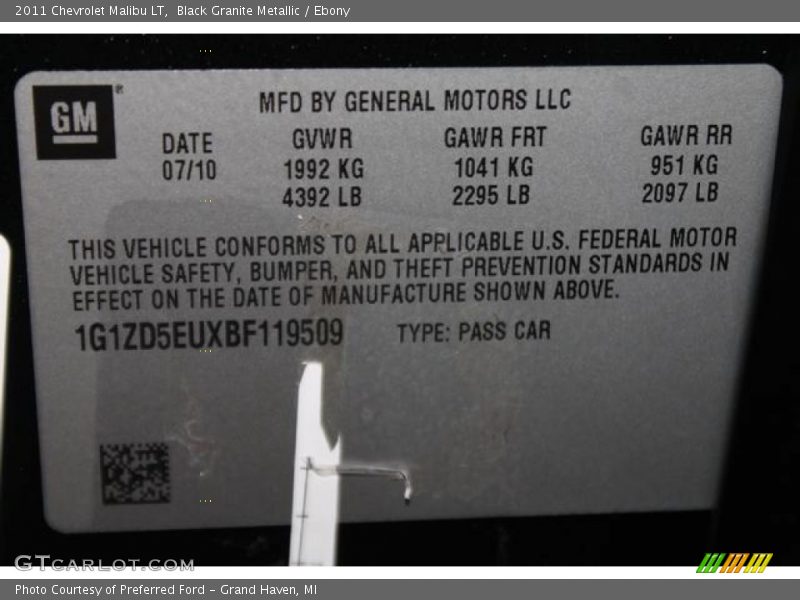 2011 Chevrolet Malibu LT, Black Granite Metallic / Ebony
GM®
MFD BY GENERAL MOTORS LLC
DATE GVWR GAWR FRT GAWR RR
07/10 1992 KG 1041 KG 951 KG
4392 LB 2295 LB 2097 LB
THIS VEHICLE CONFORMS TO ALL APPLICABLE U.S. FEDERAL MOTOR
VEHICLE SAFETY, BUMPER, AND THEFT PREVENTION STANDARDS IN
EFFECT ON THE DATE OF MANUFACTURE SHOWN ABOVE.
1G1ZD5EUXBF119509 TYPE: PASS CAR
GTCARLOT.COM
Photo Courtesy of Preferred Ford – Grand Haven, MI